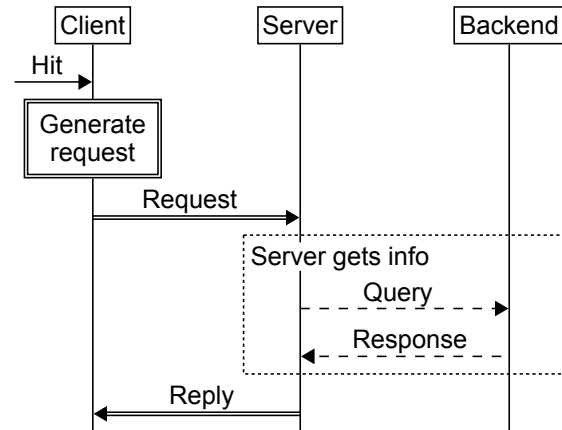 Client
Server
Backend
Hit
Generate
request
Request
Server gets info
Query
Response
Reply